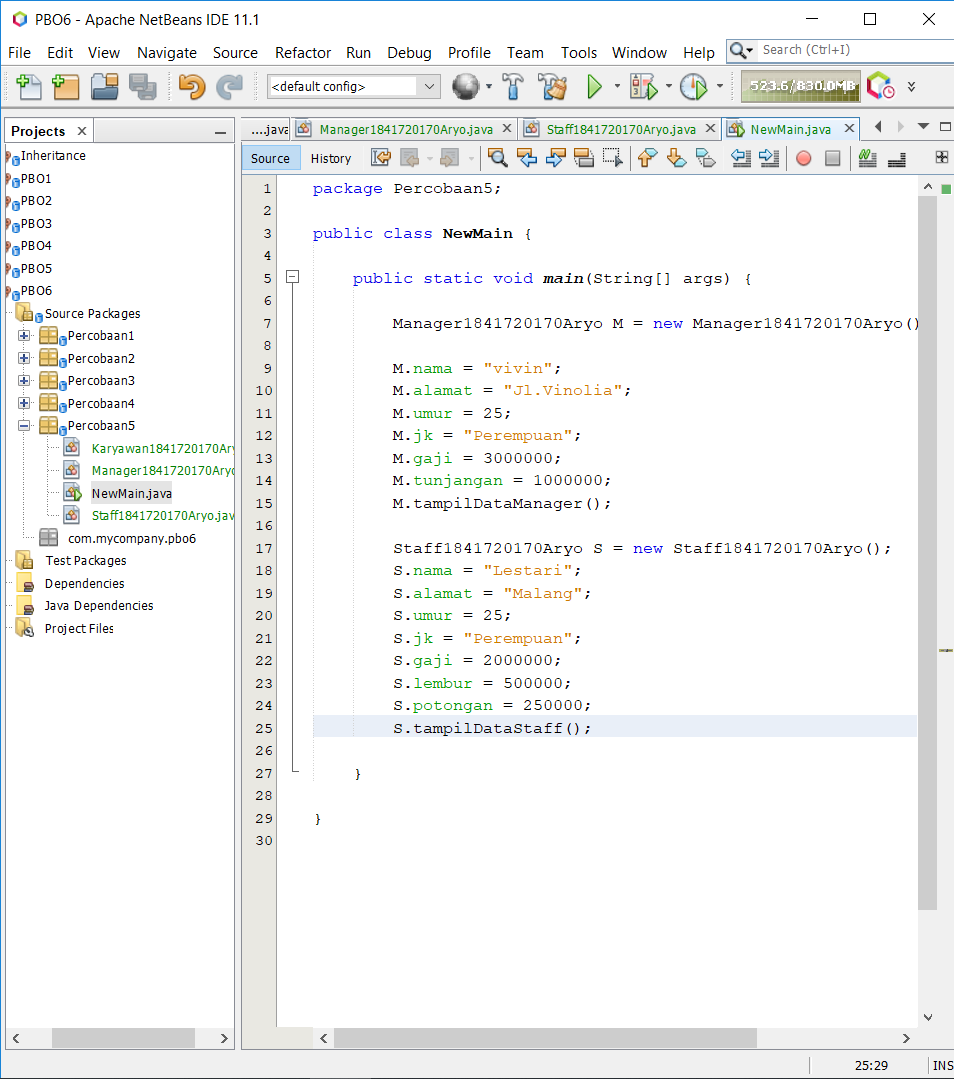 PBO6 - Apache NetBeans IDE 11.1
File Edit View Navigate Source Refactor Run Debug Profile Team Tools Window Help Search (Ctrl+I)
<default config> 523.6/830.0MB
Projects
Inheritance
PBO1
PBO2
PBO3
PBO4
PBO5
PBO6
Source Packages
Percobaan1
Percobaan2
Percobaan3
Percobaan4
Percobaan5
Karyawan1841720170Ary
Manager1841720170Aryo
NewMain.java
Staff1841720170Aryo.jav
com.mycompany.pbo6
Test Packages
Dependencies
Java Dependencies
Project Files
....java Manager1841720170Aryo.java Staff1841720170Aryo.java NewMain.java
Source History
1 package Percobaan5;
2
3 public class NewMain {
4
5 public static void main(String[] args) {
6
7 Manager1841720170Aryo M = new Manager1841720170Aryo()
8
9 M.nama = "vivin";
10 M.alamat = "Jl.Vinolia";
11 M.umur = 25;
12 M.jk = "Perempuan";
13 M.gaji = 3000000;
14 M.tunjangan = 1000000;
15 M.tampilDataManager();
16
17 Staff1841720170Aryo S = new Staff1841720170Aryo();
18 S.nama = "Lestari";
19 S.alamat = "Malang";
20 S.umur = 25;
21 S.jk = "Perempuan";
22 S.gaji = 2000000;
23 S.lembur = 500000;
24 S.potongan = 250000;
25 S.tampilDataStaff();
26
27 }
28
29 }
30
25:29 INS